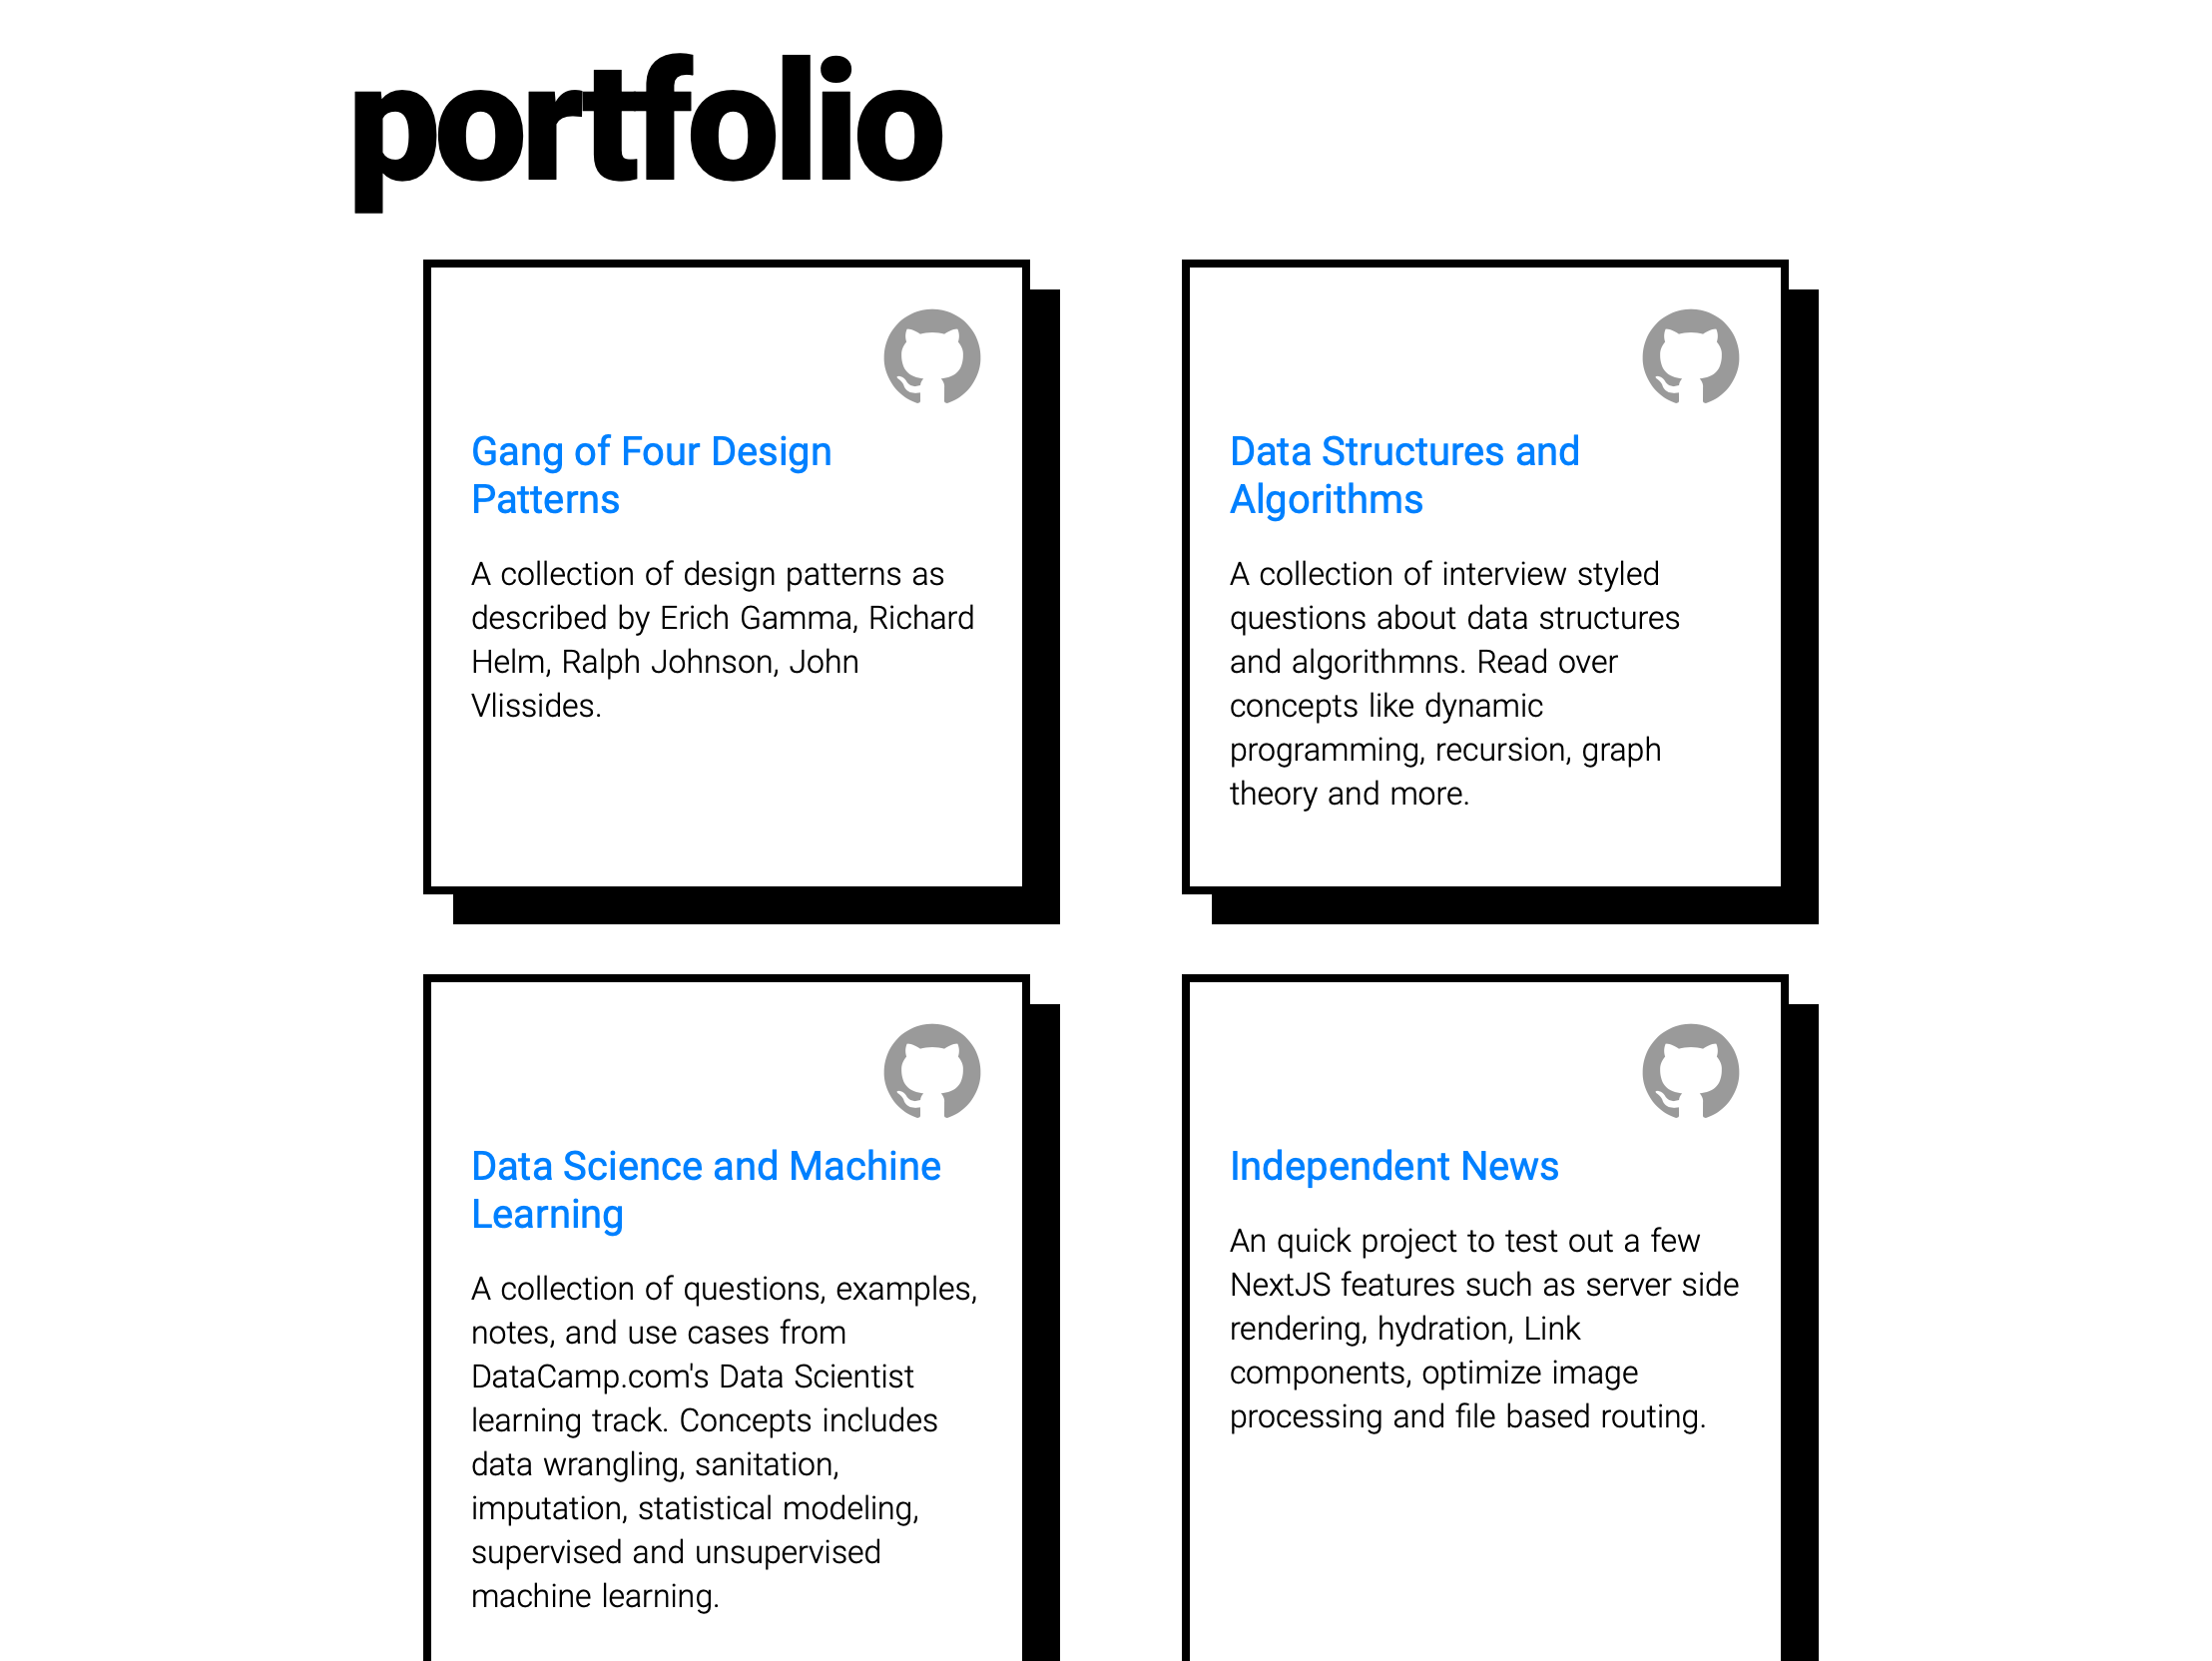 portfolio
Gang of Four Design
Patterns
A collection of design patterns as
described by Erich Gamma, Richard
Helm, Ralph Johnson, John
Vlissides.
Data Structures and
Algorithms
A collection of interview styled
questions about data structures
and algorithmns. Read over
concepts like dynamic
programming, recursion, graph
theory and more.
Data Science and Machine
Learning
A collection of questions, examples,
notes, and use cases from
DataCamp.com's Data Scientist
learning track. Concepts includes
data wrangling, sanitation,
imputation, statistical modeling,
supervised and unsupervised
machine learning.
Independent News
An quick project to test out a few
NextJS features such as server side
rendering, hydration, Link
components, optimize image
processing and file based routing.